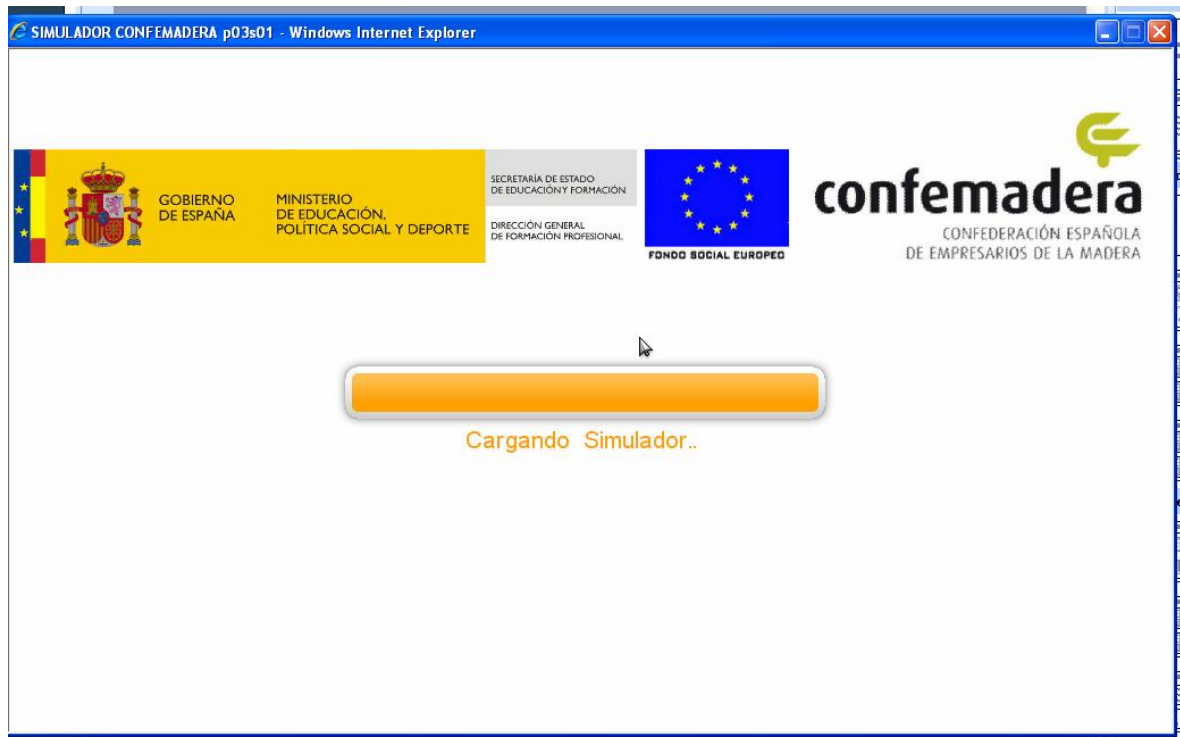 SIMULADOR CONFEMADERA p03s01 - Windows Internet Explorer
GOBIERNO
DE ESPAÑA
MINISTERIO
DE EDUCACIÓN,
POLÍTICA SOCIAL Y DEPORTE
SECRETARÍA DE ESTADO
DE EDUCACIÓN Y FORMACIÓN
DIRECCIÓN GENERAL
DE FORMACIÓN PROFESIONAL
FONDO SOCIAL EUROPEO
confemadera
CONFEDERACIÓN ESPAÑOLA
DE EMPRESARIOS DE LA MADERA
Cargando Simulador..